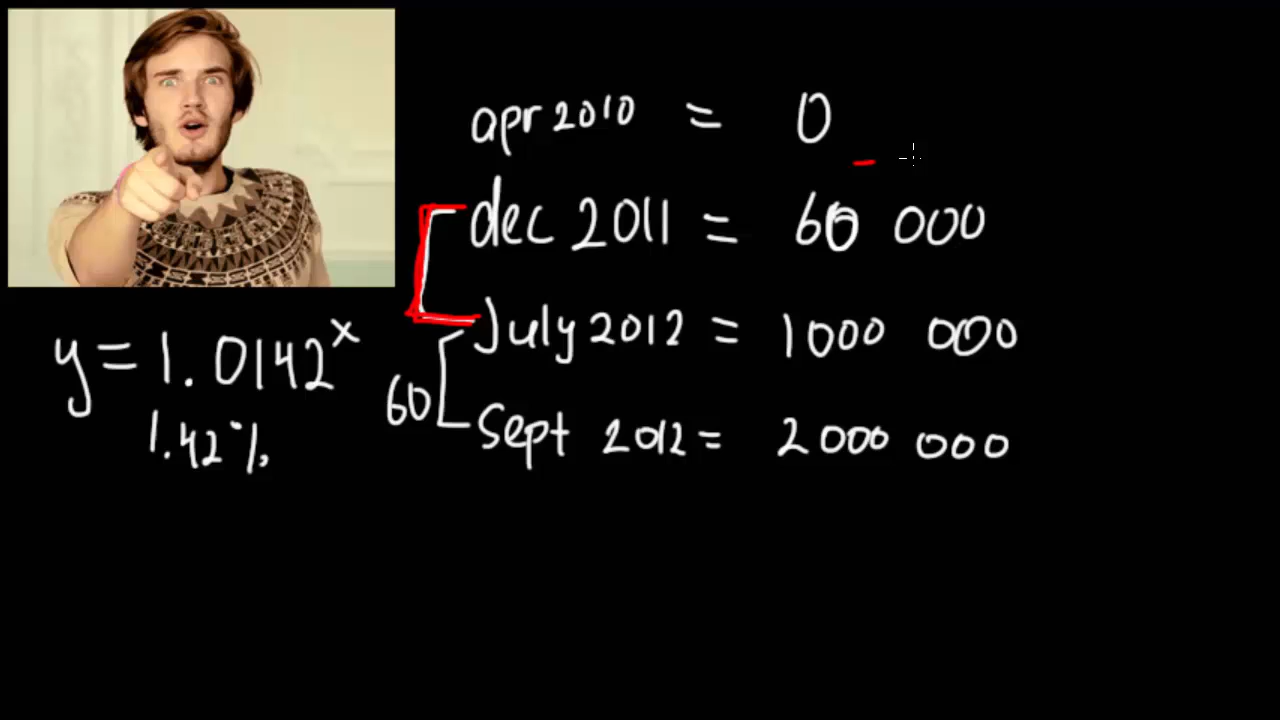 apr 2010 = 0
dec 2011 = 60 000
July 2012 = 1000 000
60
Sept 2012 = 2 000 000
y = 1.0142^x
1.42%